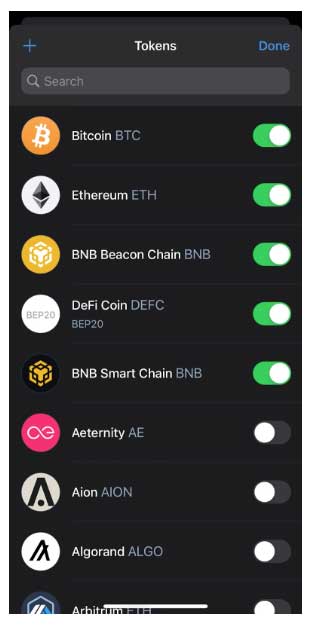 Tokens
Done
Search
Bitcoin BTC
Ethereum ETH
BNB Beacon Chain BNB
BEP20
DeFi Coin DEFC
BEP20
BNB Smart Chain BNB
Aeternity AE
Aion AION
Algorand ALGO
Arbitrum ETH